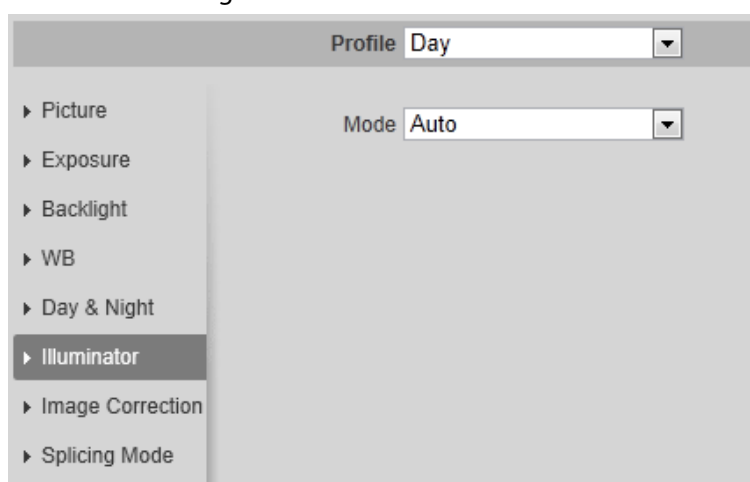 Profile Day
Mode Auto
Picture
Exposure
Backlight
WB
Day & Night
Illuminator
Image Correction
Splicing Mode